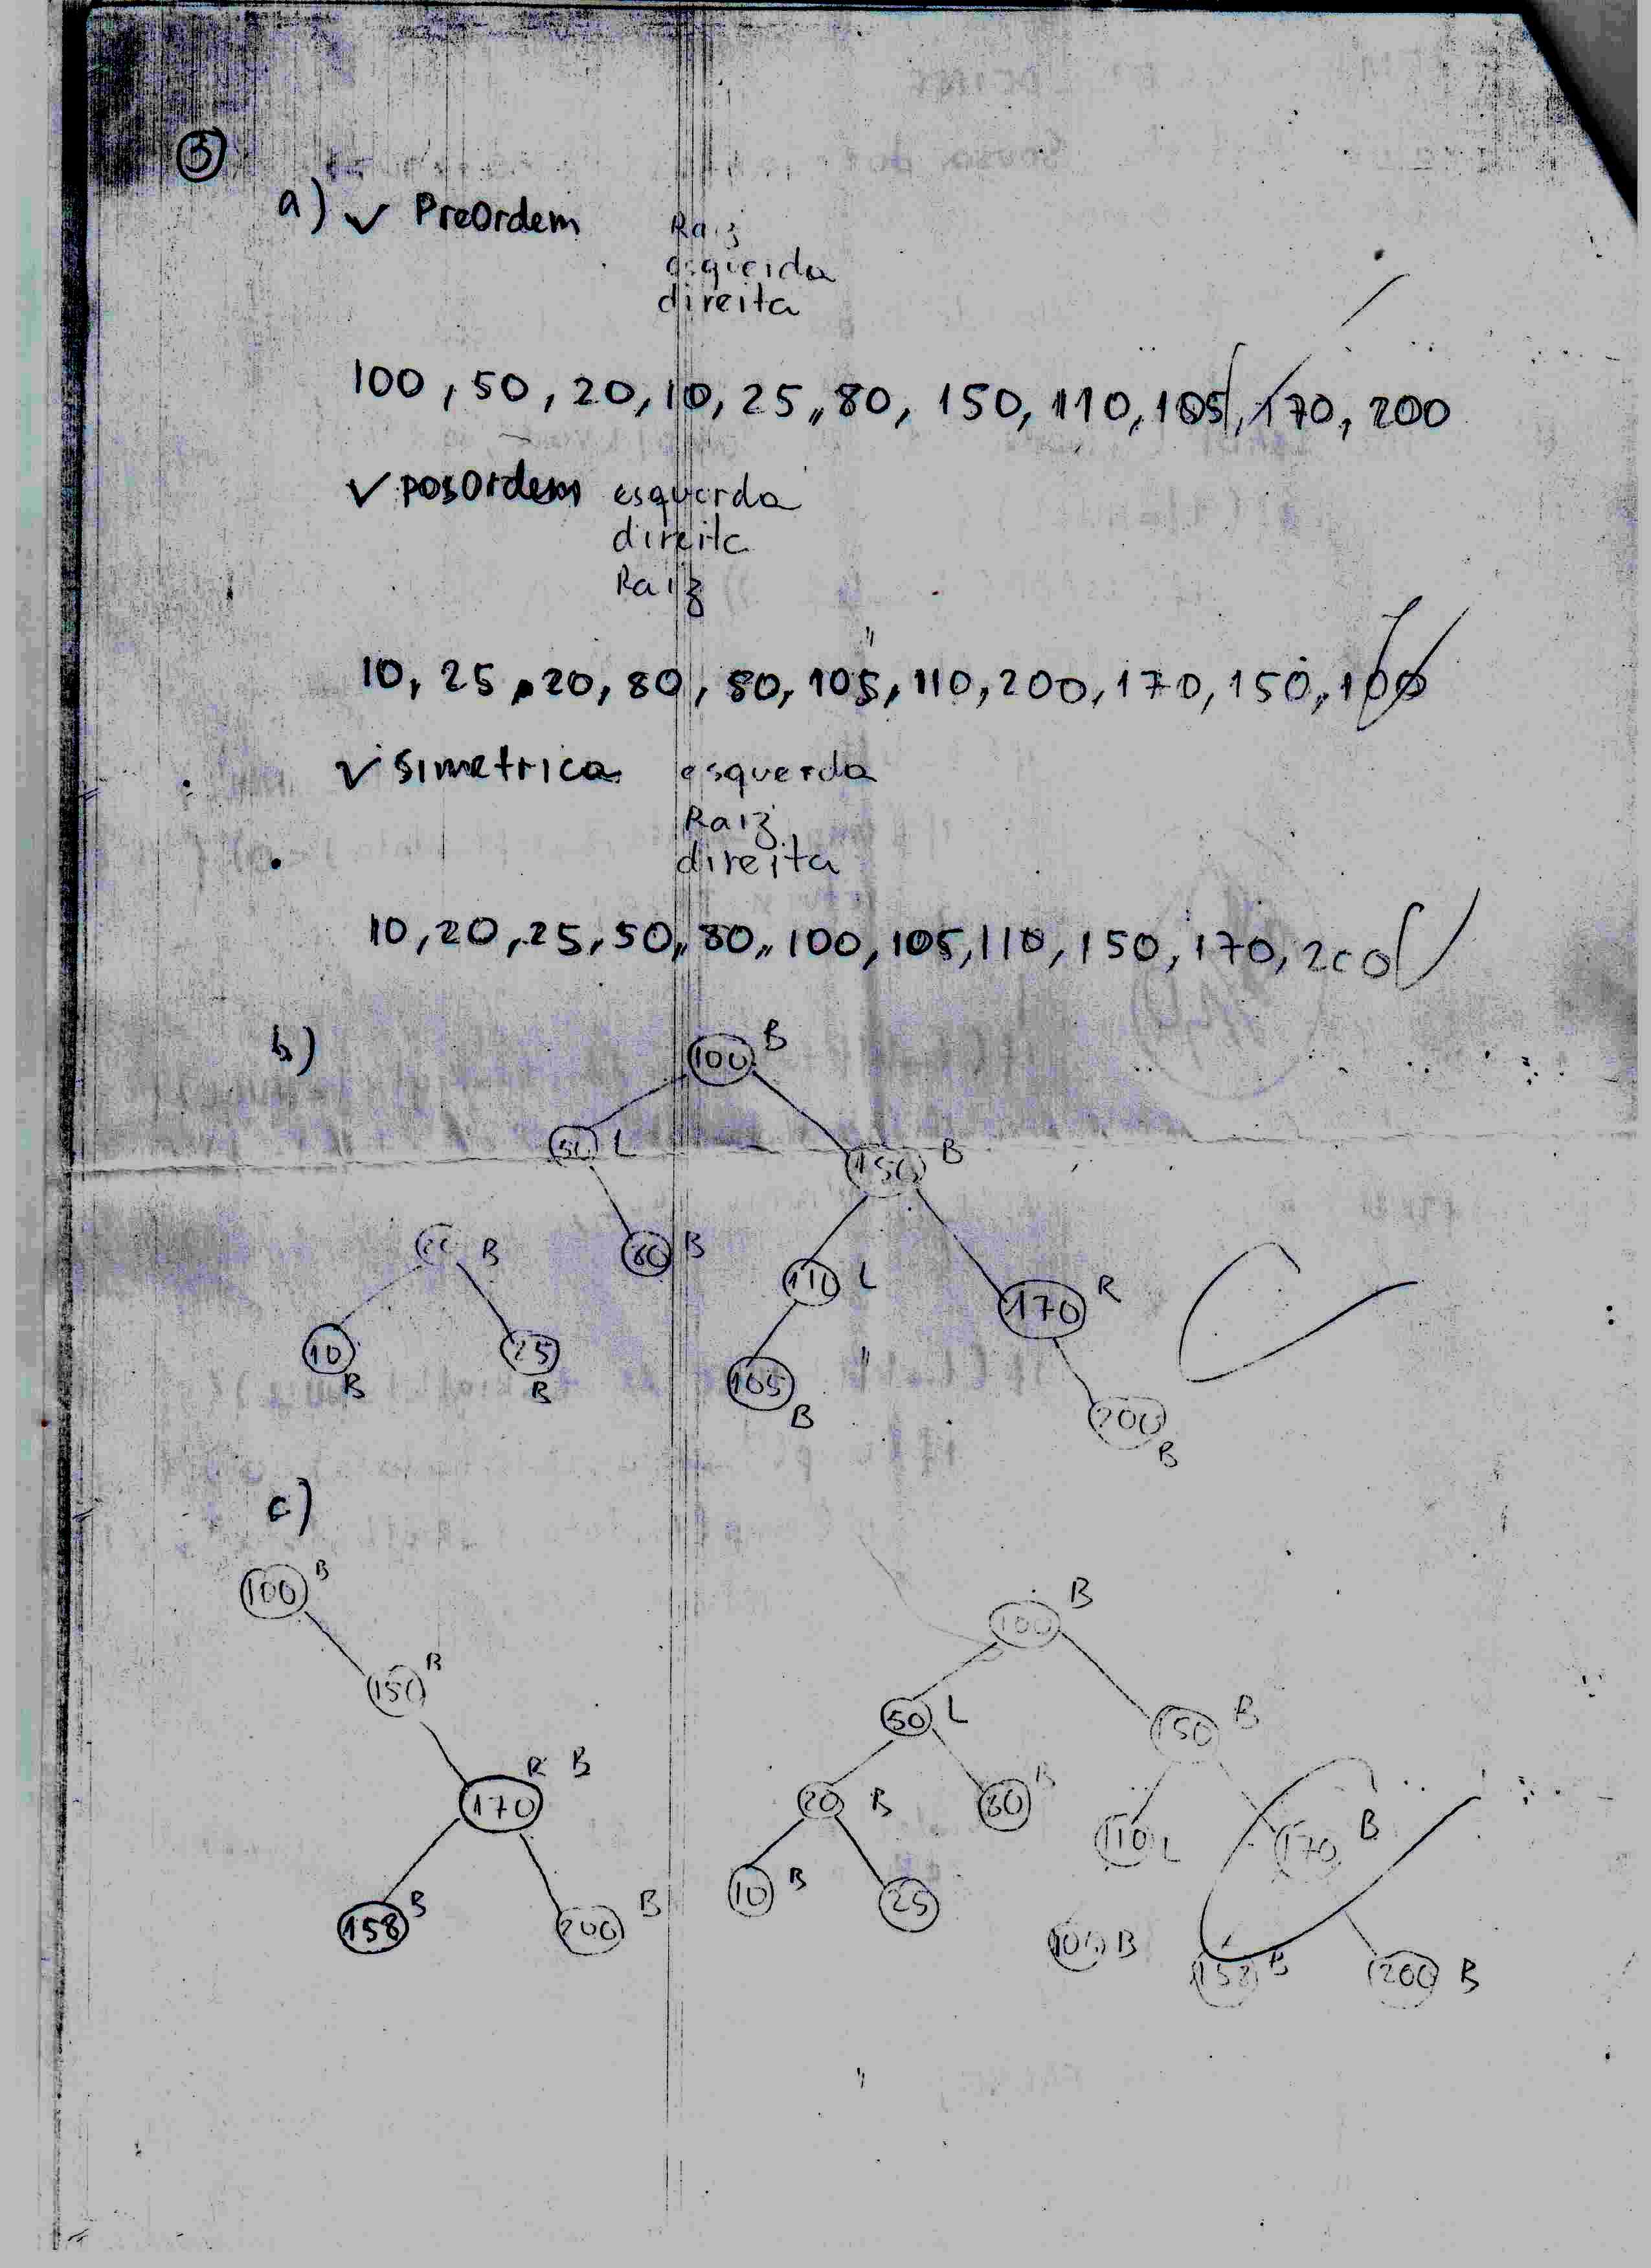 3
a) ✓ PreOrdem Raiz
esqueida
direita
100, 50, 20, 10, 25, 80, 150, 110, 105, 170, 200
✓ posOrdem esquerda
direita
Raiz
10, 25, 20, 80, 50, 105, 110, 200, 170, 150, 100
✓ Simetrica esquerda
Raiz
direita
10, 20, 25, 50, 80, 100, 105, 110, 150, 170, 200
b)
100 B
50 L 150 B
B 80 B 110 L 170 R
10 B 25 B 105 B 200 B
c)
100 B
150 B
170 R B
158 B 200 B
100 B
50 L 150 B
20 B 80 B 110 L 170 B
10 B 25 105 B 158 B 200 B